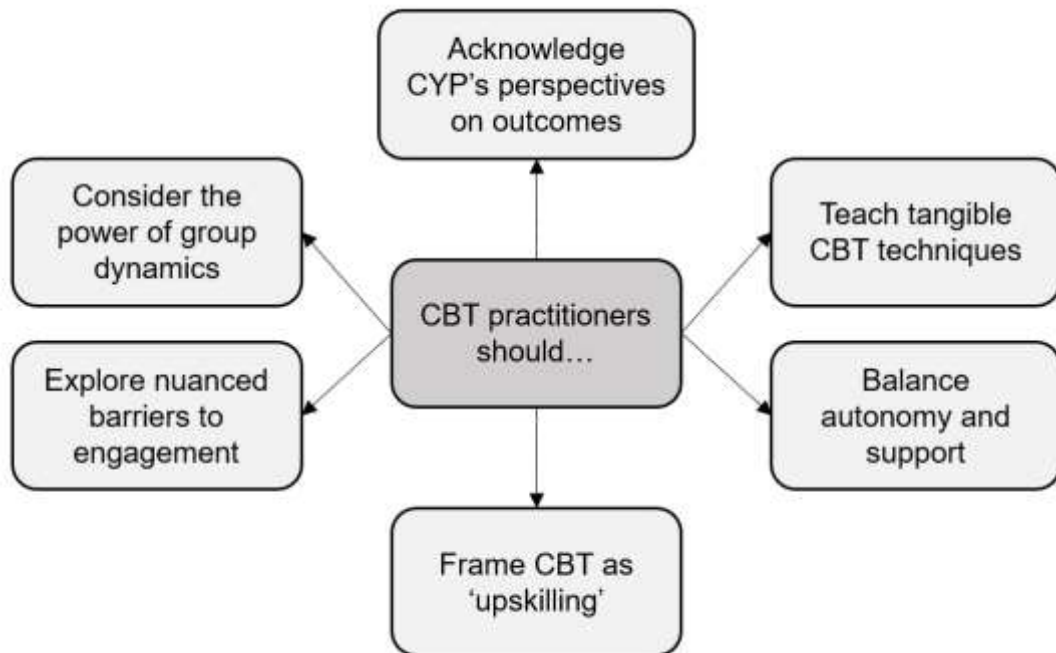 Acknowledge
CYP’s perspectives
on outcomes
Consider the
power of group
dynamics
Teach tangible
CBT techniques
CBT practitioners
should…
Explore nuanced
barriers to
engagement
Balance
autonomy and
support
Frame CBT as
‘upskilling’